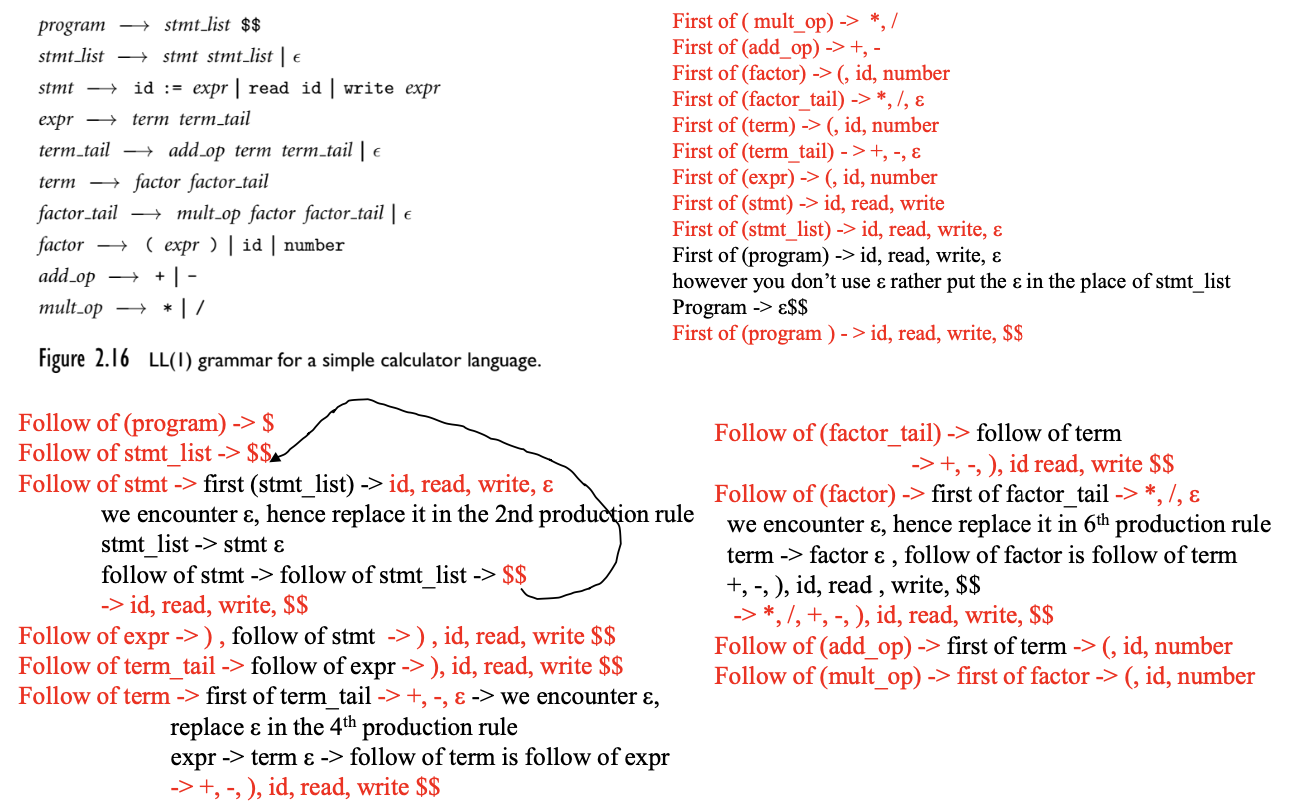 program ⟶ stmt_list $$
stmt_list ⟶ stmt stmt_list | ϵ
stmt ⟶ id := expr | read id | write expr
expr ⟶ term term_tail
term_tail ⟶ add_op term term_tail | ϵ
term ⟶ factor factor_tail
factor_tail ⟶ mult_op factor factor_tail | ϵ
factor ⟶ ( expr ) | id | number
add_op ⟶ + | -
mult_op ⟶ * | /
Figure 2.16 LL(1) grammar for a simple calculator language.
First of ( mult_op) -> *, /
First of (add_op) -> +, -
First of (factor) -> (, id, number
First of (factor_tail) -> *, /, ε
First of (term) -> (, id, number
First of (term_tail) - > +, -, ε
First of (expr) -> (, id, number
First of (stmt) -> id, read, write
First of (stmt_list) -> id, read, write, ε
First of (program) -> id, read, write, ε
however you don’t use ε rather put the ε in the place of stmt_list
Program -> ε$$
First of (program ) - > id, read, write, $$
Follow of (program) -> $
Follow of stmt_list -> $$
Follow of stmt -> first (stmt_list) -> id, read, write, ε
we encounter ε, hence replace it in the 2nd production rule
stmt_list -> stmt ε
follow of stmt -> follow of stmt_list -> $$
-> id, read, write, $$
Follow of expr -> ) , follow of stmt -> ) , id, read, write $$
Follow of term_tail -> follow of expr -> ), id, read, write $$
Follow of term -> first of term_tail -> +, -, ε -> we encounter ε,
replace ε in the 4th production rule
expr -> term ε -> follow of term is follow of expr
-> +, -, ), id, read, write $$
Follow of (factor_tail) -> follow of term
-> +, -, ), id read, write $$
Follow of (factor) -> first of factor_tail -> *, /, ε
we encounter ε, hence replace it in 6th production rule
term -> factor ε , follow of factor is follow of term
+, -, ), id, read , write, $$
-> *, /, +, -, ), id, read, write, $$
Follow of (add_op) -> first of term -> (, id, number
Follow of (mult_op) -> first of factor -> (, id, number